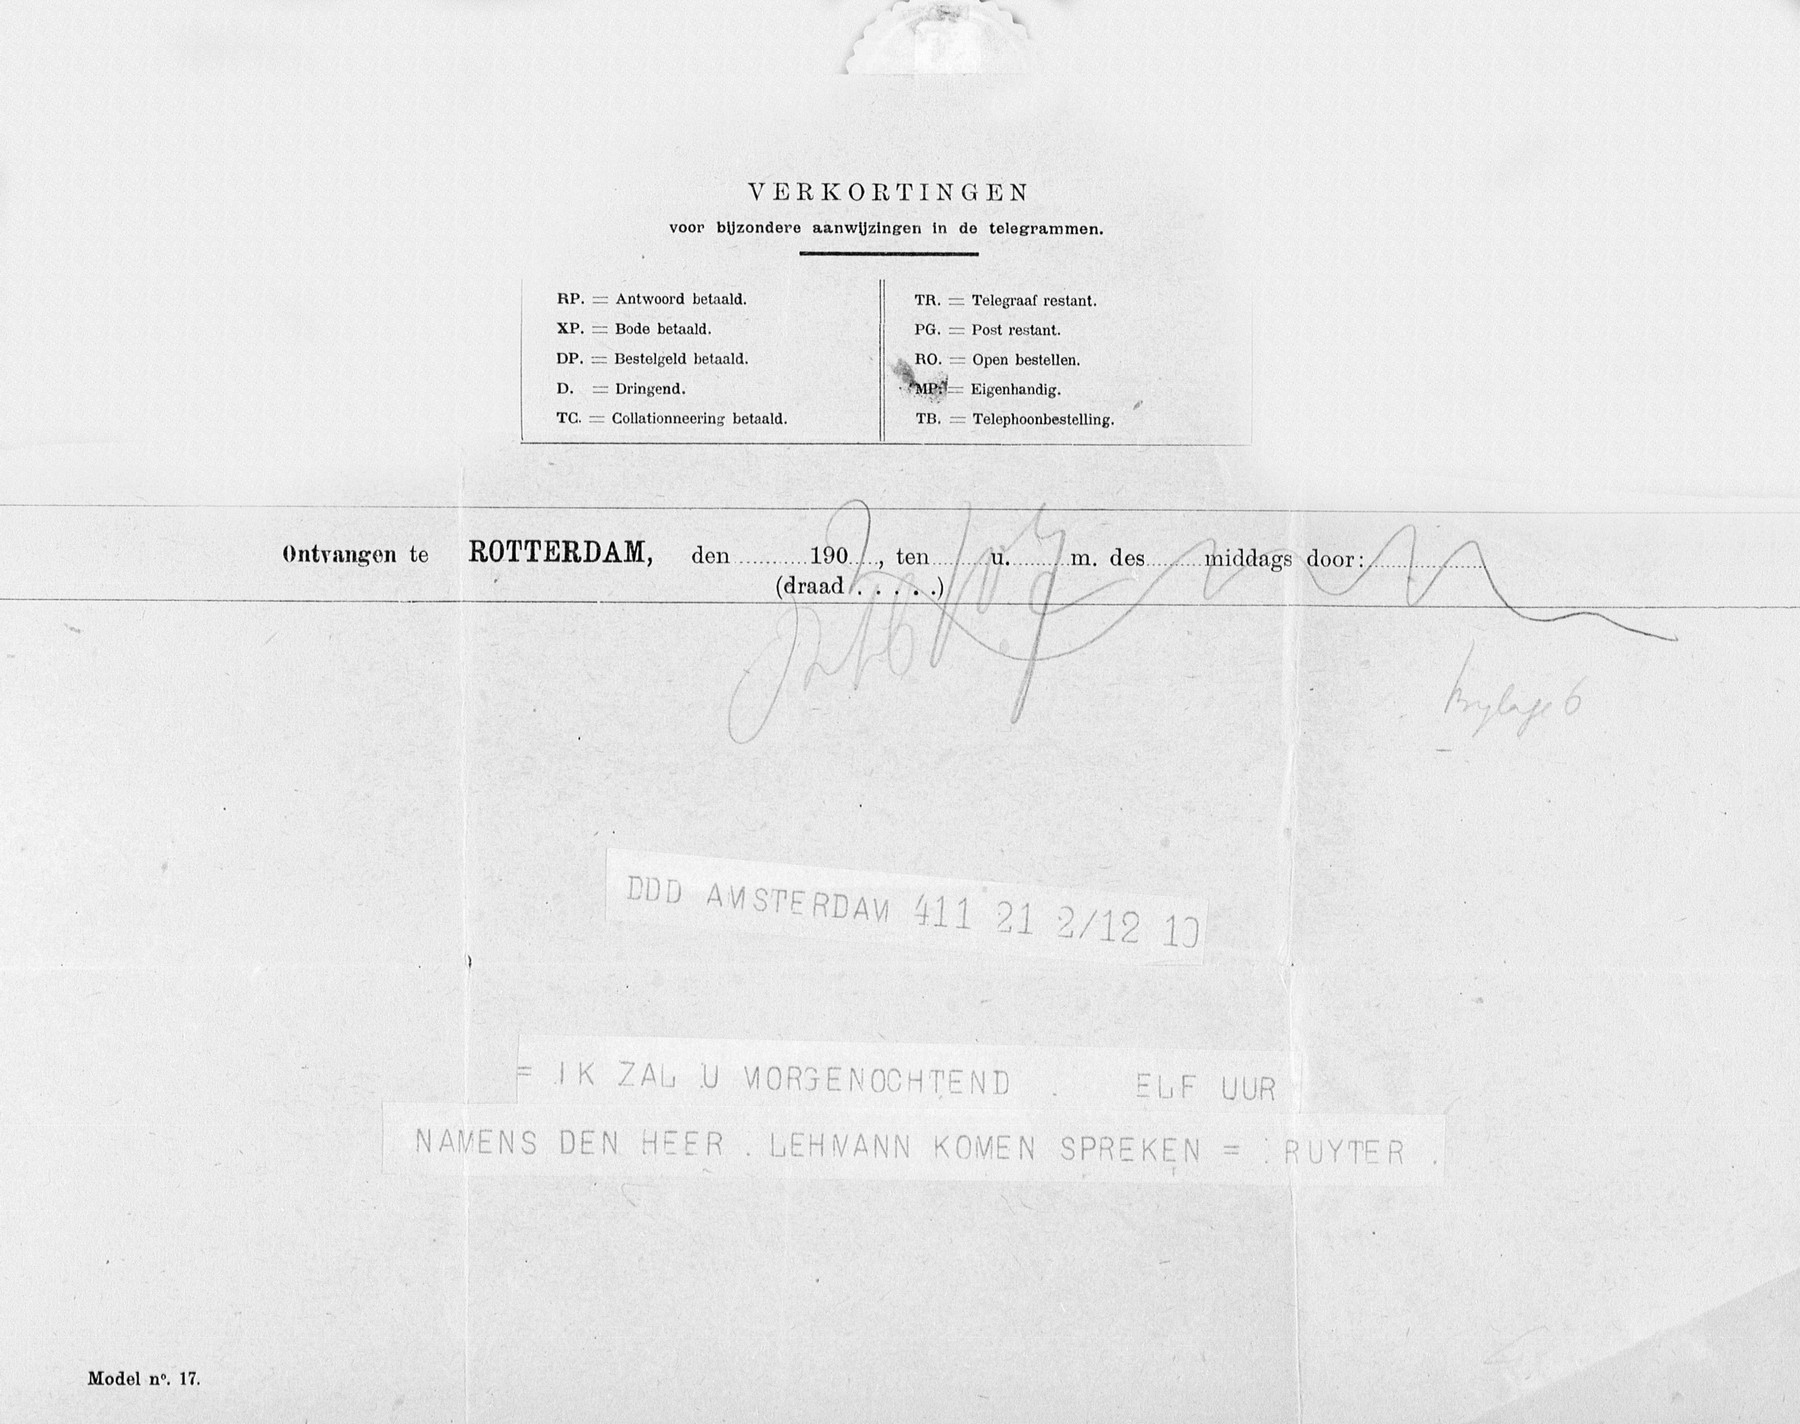 VERKORTINGEN
voor bijzondere aanwijzingen in de telegrammen.
RP. = Antwoord betaald.
XP. = Bode betaald.
DP. = Bestelgeld betaald.
D. = Dringend.
TC. = Collationneering betaald.
TR. = Telegraaf restant.
PG. = Post restant.
RO. = Open bestellen.
MP. = Eigenhandig.
TB. = Telephoonbestelling.
Ontvangen te ROTTERDAM, den ........... 190...., ten ........ u. ........ m. des ........ middags door: ................
(draad . . . . .)
Bylage 6
DDD AMSTERDAM 411 21 2/12 10
= IK ZAL U MORGENOCHTEND . ELF UUR
NAMENS DEN HEER . LEHMANN KOMEN SPREKEN = : RUYTER .
Model nº. 17.